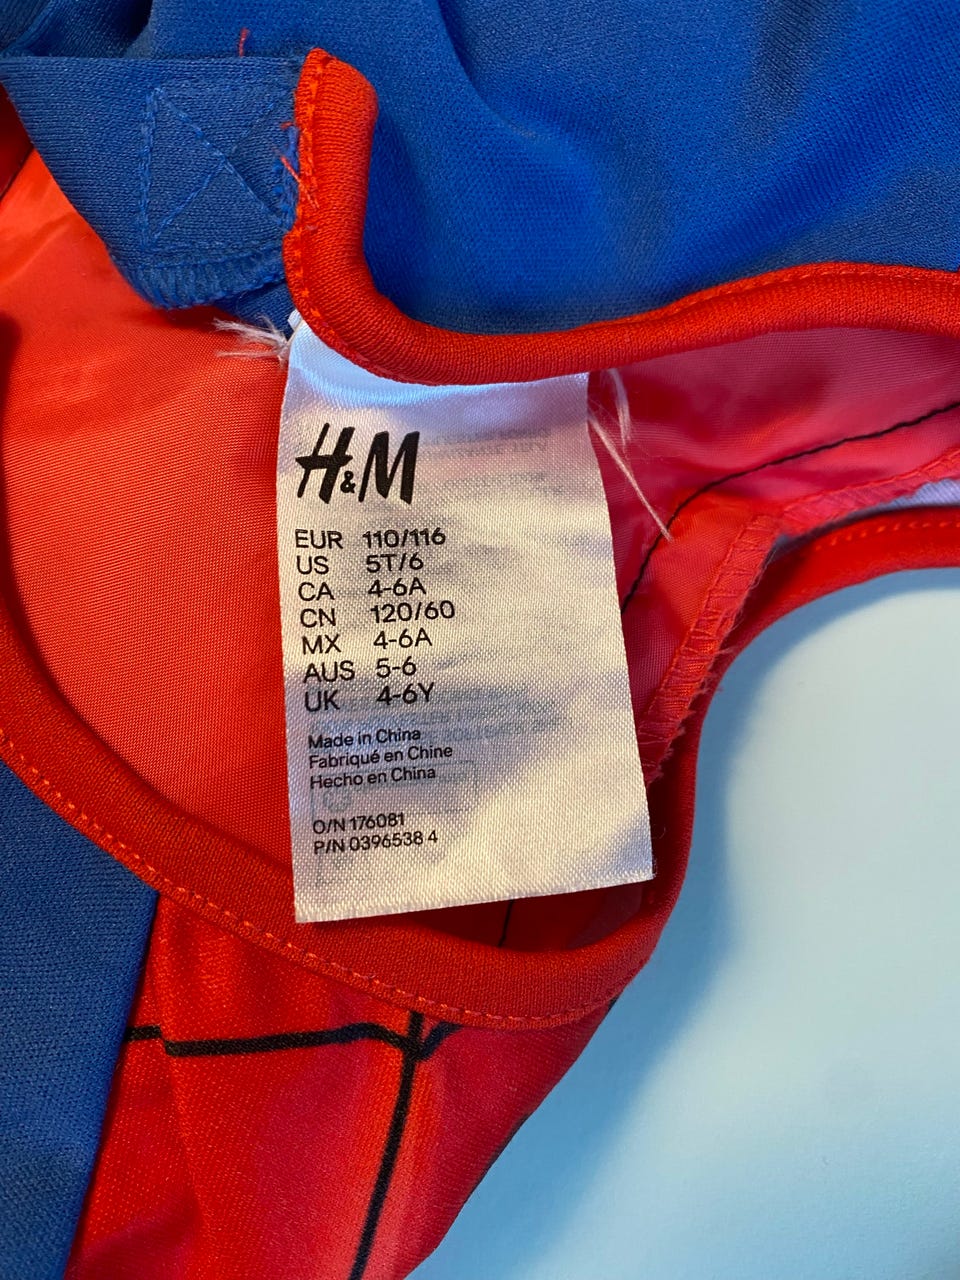 H&M
EUR 110/116
US 5T/6
CA 4-6A
CN 120/60
MX 4-6A
AUS 5-6
UK 4-6Y
Made in China
Fabriqué en Chine
Hecho en China
O/N 176081
P/N 0396538 4